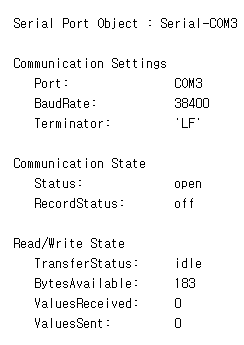 Serial Port Object : Serial-COM3
Communication Settings
Port: COM3
BaudRate: 38400
Terminator: 'LF'
Communication State
Status: open
RecordStatus: off
Read/Write State
TransferStatus: idle
BytesAvailable: 183
ValuesReceived: 0
ValuesSent: 0